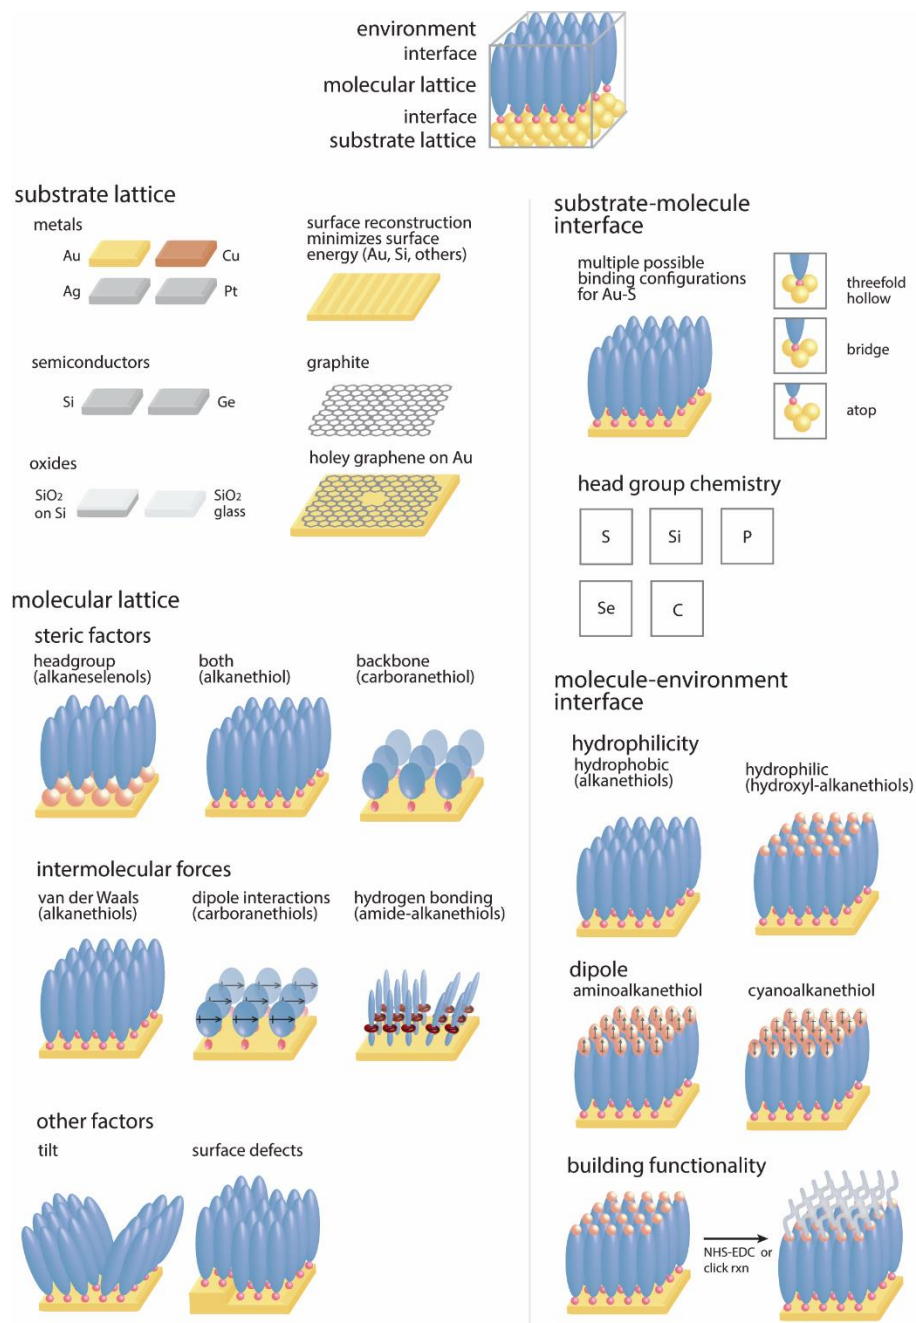 environment
interface
molecular lattice
interface
substrate lattice
substrate lattice
metals
Au
Cu
Ag
Pt
surface reconstruction
minimizes surface
energy (Au, Si, others)
semiconductors
Si
Ge
graphite
oxides
SiO2
on Si
SiO2
glass
holey graphene on Au
molecular lattice
steric factors
headgroup
(alkaneselenols)
both
(alkanethiol)
backbone
(carboranethiol)
intermolecular forces
van der Waals
(alkanethiols)
dipole interactions
(carboranethiols)
hydrogen bonding
(amide-alkanethiols)
other factors
tilt
surface defects
substrate-molecule
interface
multiple possible
binding configurations
for Au-S
threefold
hollow
bridge
atop
head group chemistry
S
Si
P
Se
C
molecule-environment
interface
hydrophilicity
hydrophobic
(alkanethiols)
hydrophilic
(hydroxyl-alkanethiols)
dipole
aminoalkanethiol
cyanoalkanethiol
building functionality
NHS-EDC or
click rxn